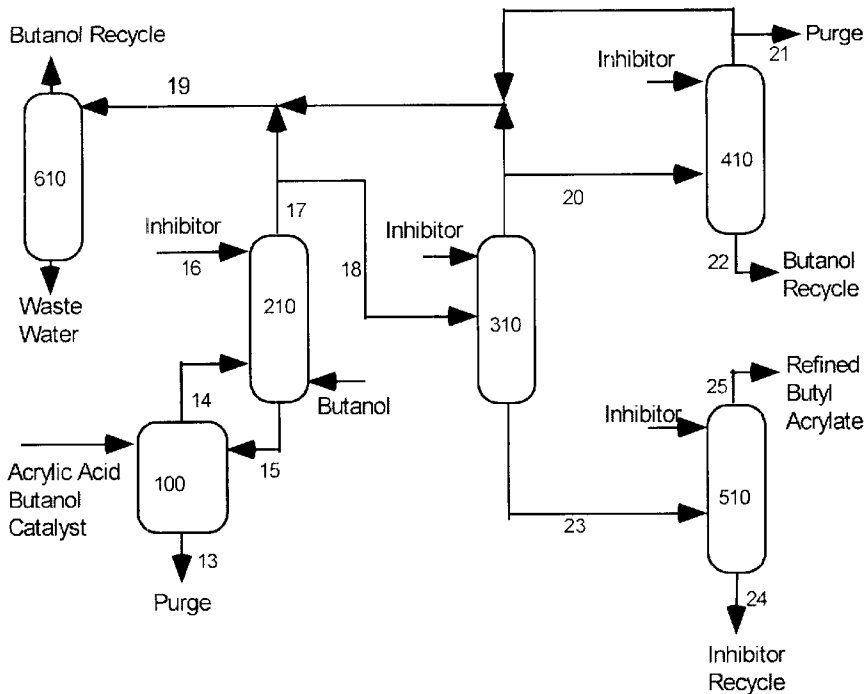 Butanol Recycle
19
21
Purge
Inhibitor
410
610
20
17
Inhibitor
16
Inhibitor
18
22
Butanol
Recycle
Waste
Water
210
310
25
Refined
Butyl
Acrylate
14
Butanol
Inhibitor
Acrylic Acid
Butanol
Catalyst
15
100
510
23
13
Purge
24
Inhibitor
Recycle